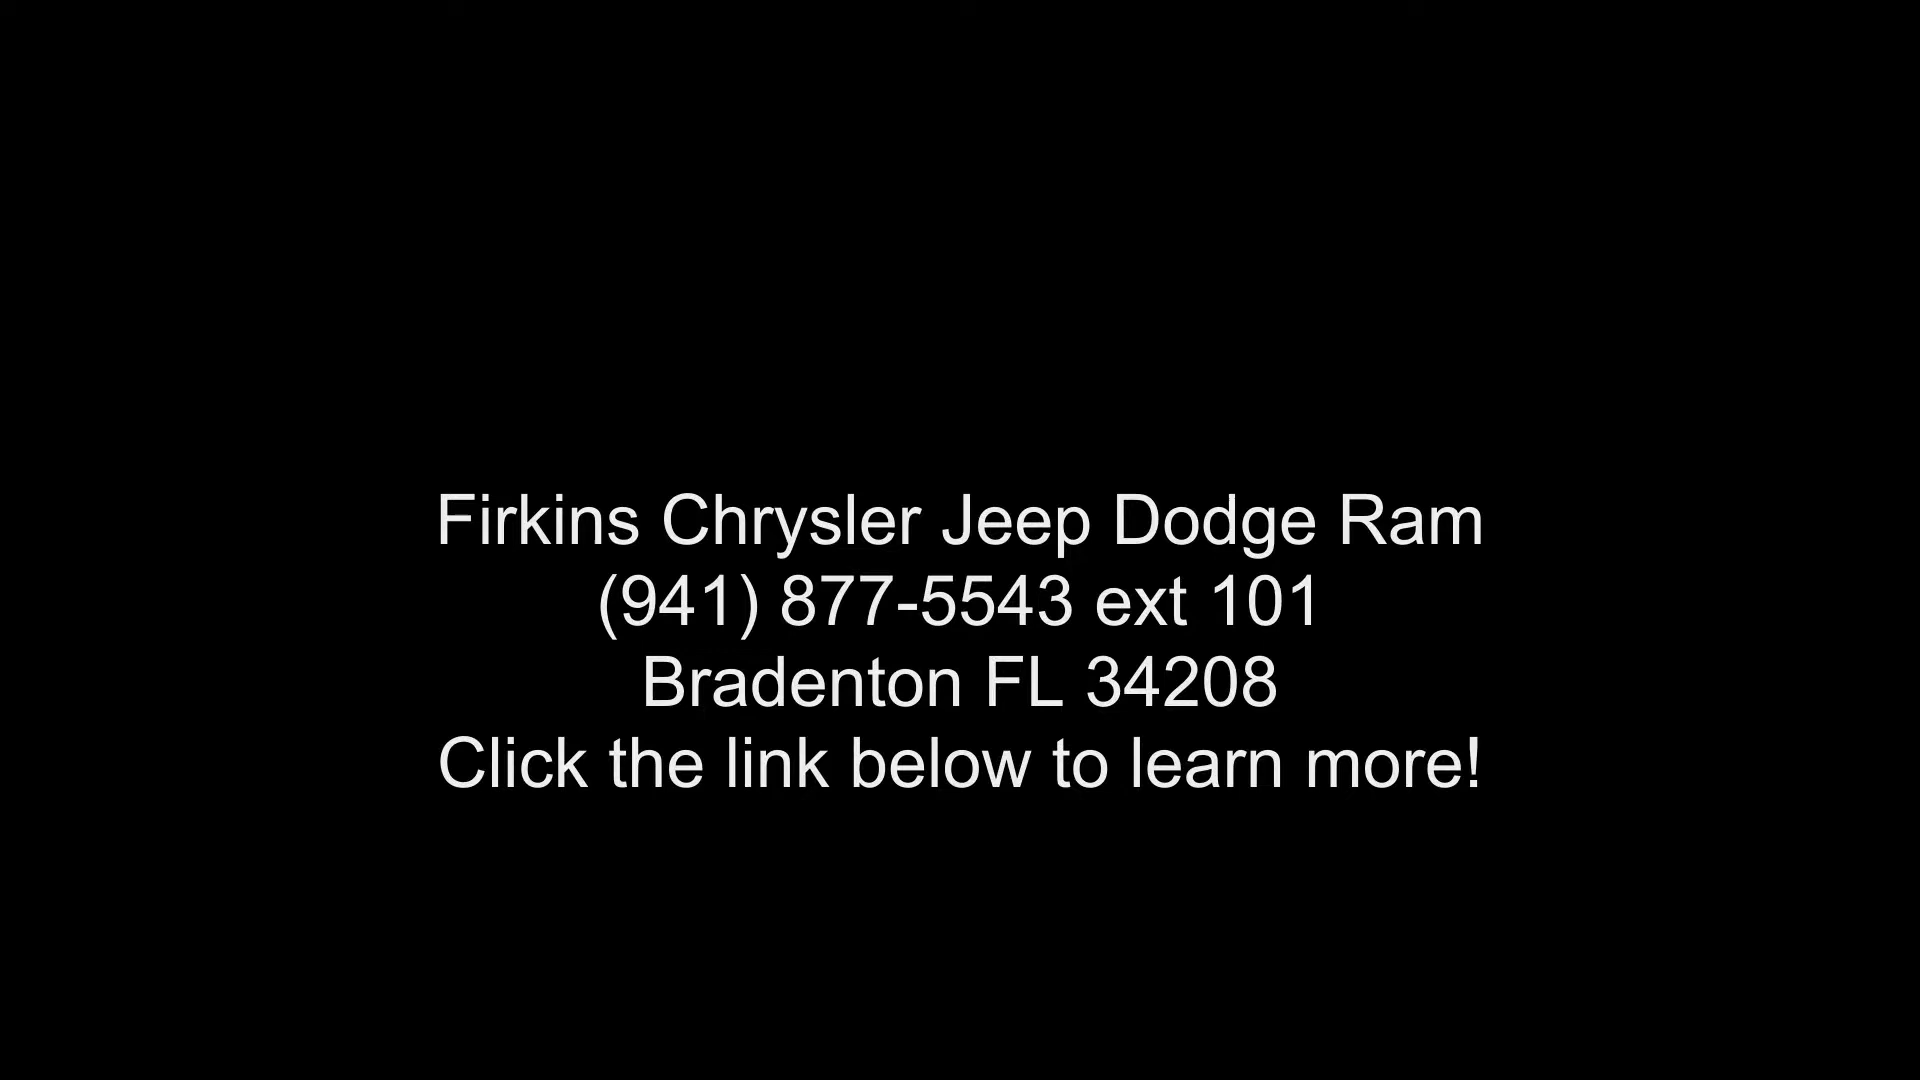 Firkins Chrysler Jeep Dodge Ram
(941) 877-5543 ext 101
Bradenton FL 34208
Click the link below to learn more!